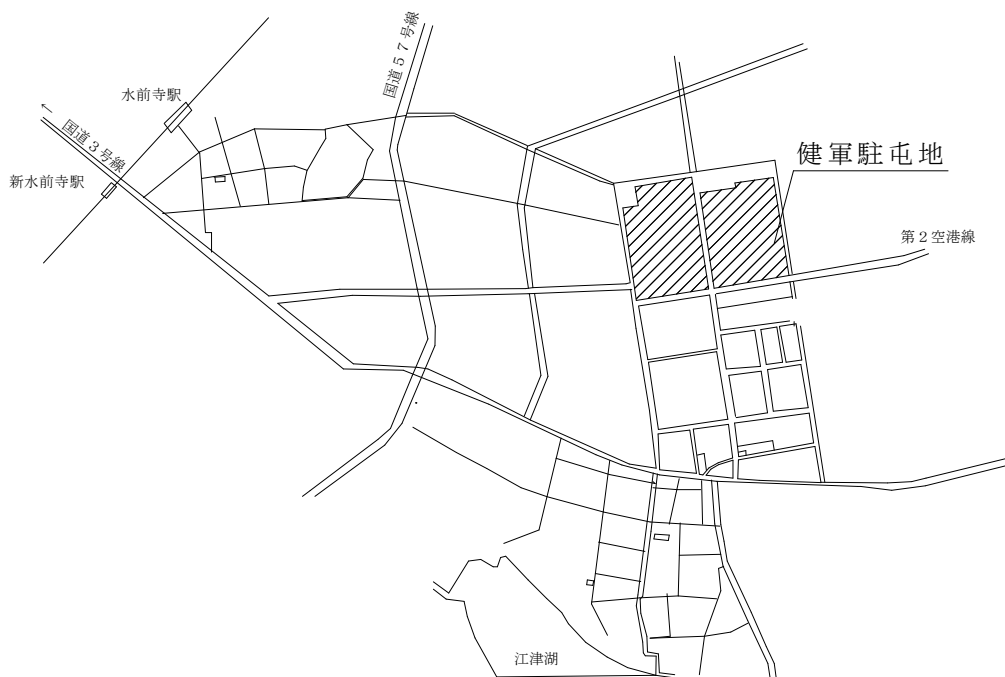 国道57号線
水前寺駅
←
国道3号線
新水前寺駅
健軍駐屯地
第2空港線
江津湖